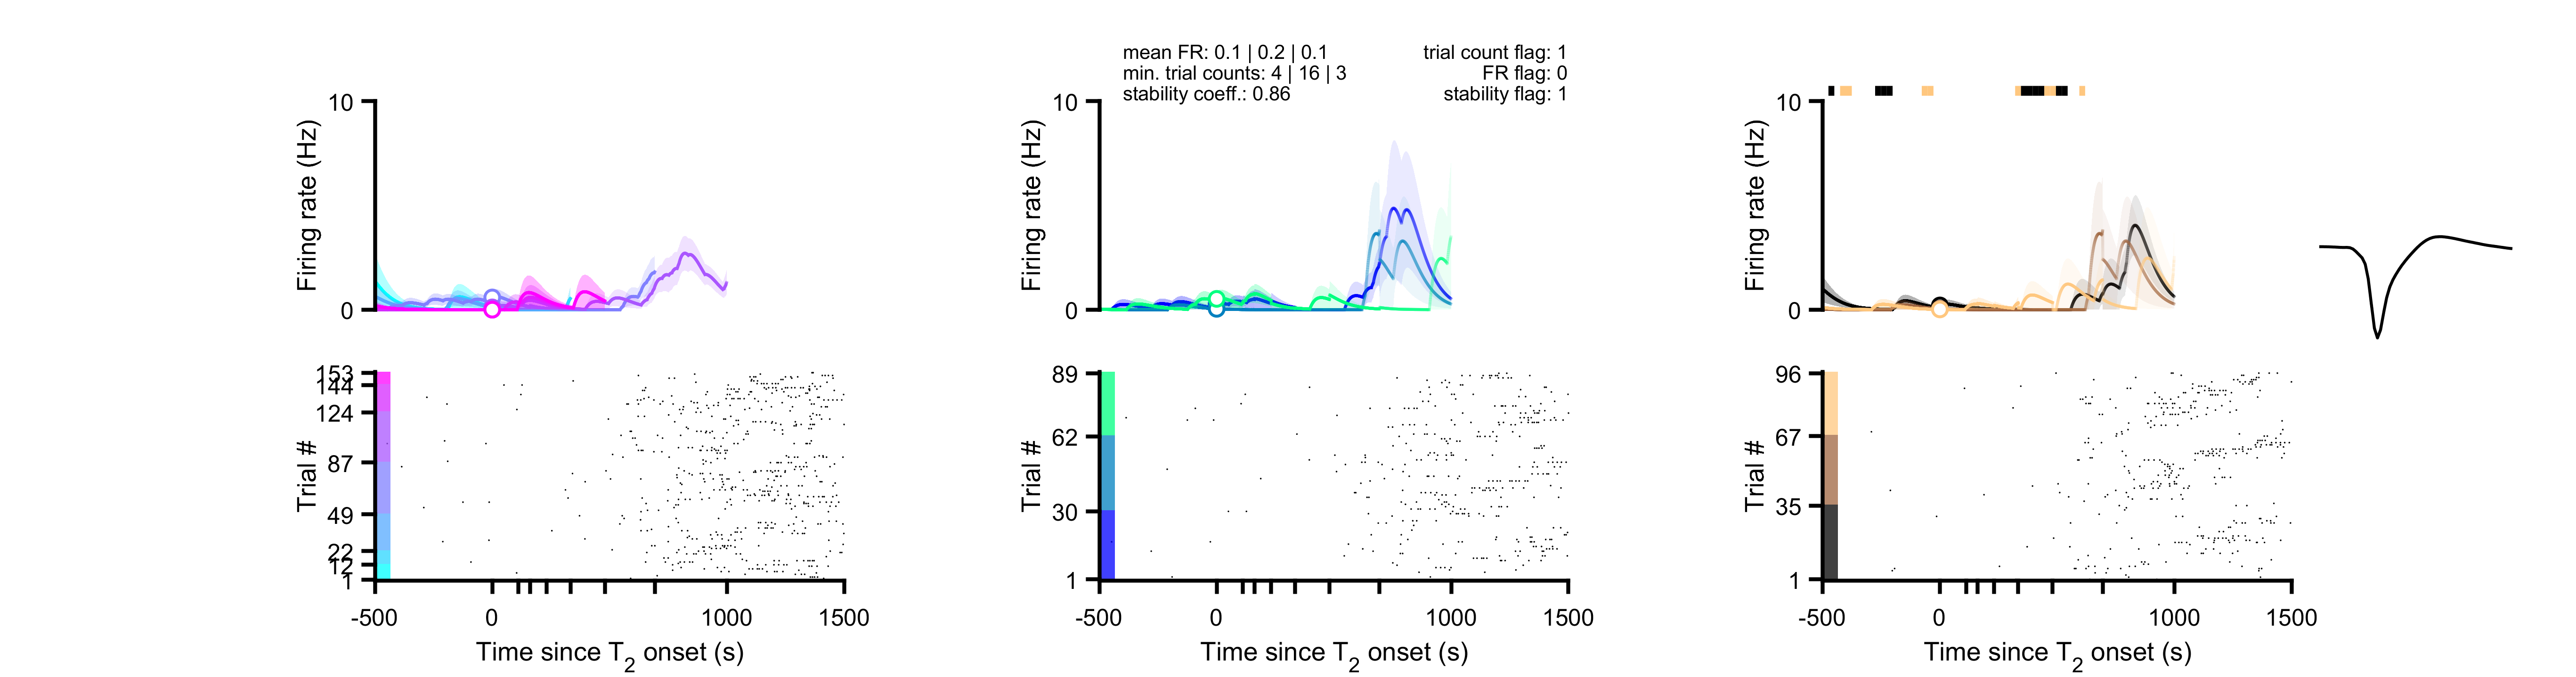 mean FR: 0.1 | 0.2 | 0.1
min. trial counts: 4 | 16 | 3
stability coeff.: 0.86
trial count flag: 1
FR flag: 0
stability flag: 1
10
0
Firing rate (Hz)
153
144
124
87
49
22
12
1
Trial #
-500
0
1000
1500
Time since T2 onset (s)
10
0
Firing rate (Hz)
89
62
30
1
Trial #
-500
0
1000
1500
Time since T2 onset (s)
10
0
Firing rate (Hz)
96
67
35
1
Trial #
-500
0
1000
1500
Time since T2 onset (s)